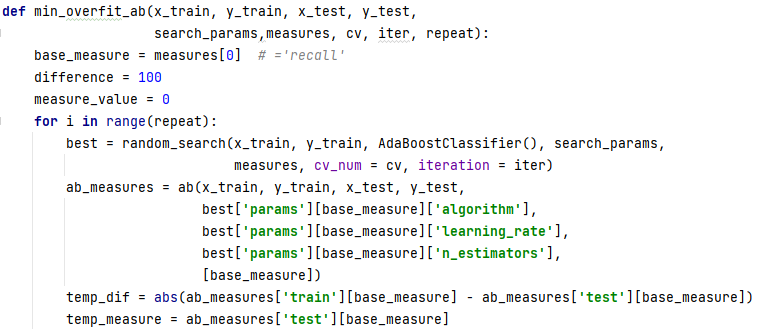 def min_overfit_ab(x_train, y_train, x_test, y_test,
                   search_params,measures, cv, iter, repeat):
    base_measure = measures[0]  # ='recall'
    difference = 100
    measure_value = 0
    for i in range(repeat):
        best = random_search(x_train, y_train, AdaBoostClassifier(), search_params,
                             measures, cv_num = cv, iteration = iter)
        ab_measures = ab(x_train, y_train, x_test, y_test,
                         best['params'][base_measure]['algorithm'],
                         best['params'][base_measure]['learning_rate'],
                         best['params'][base_measure]['n_estimators'],
                         [base_measure])
        temp_dif = abs(ab_measures['train'][base_measure] - ab_measures['test'][base_measure])
        temp_measure = ab_measures['test'][base_measure]